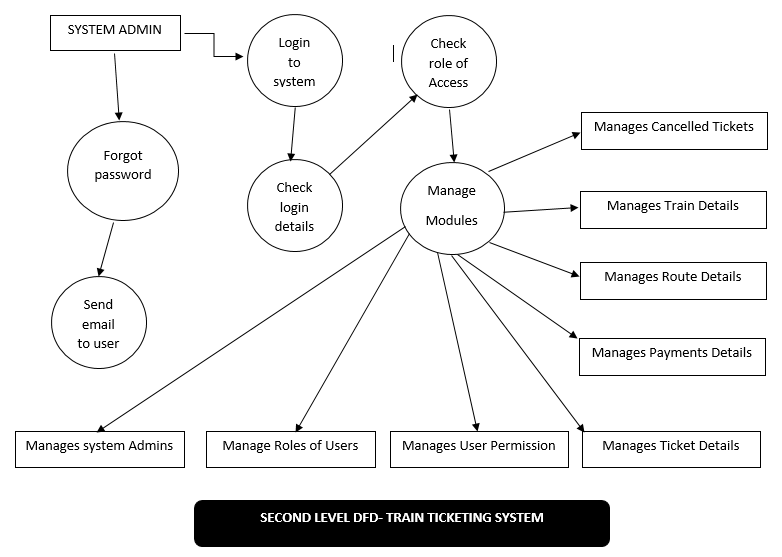 SYSTEM ADMIN
Login
to
system
Check
role of
Access
Forgot
password
Check
login
details
Manage
Modules
Manages Cancelled Tickets
Manages Train Details
Manages Route Details
Manages Payments Details
Send
email
to user
Manages system Admins
Manage Roles of Users
Manages User Permission
Manages Ticket Details
SECOND LEVEL DFD- TRAIN TICKETING SYSTEM